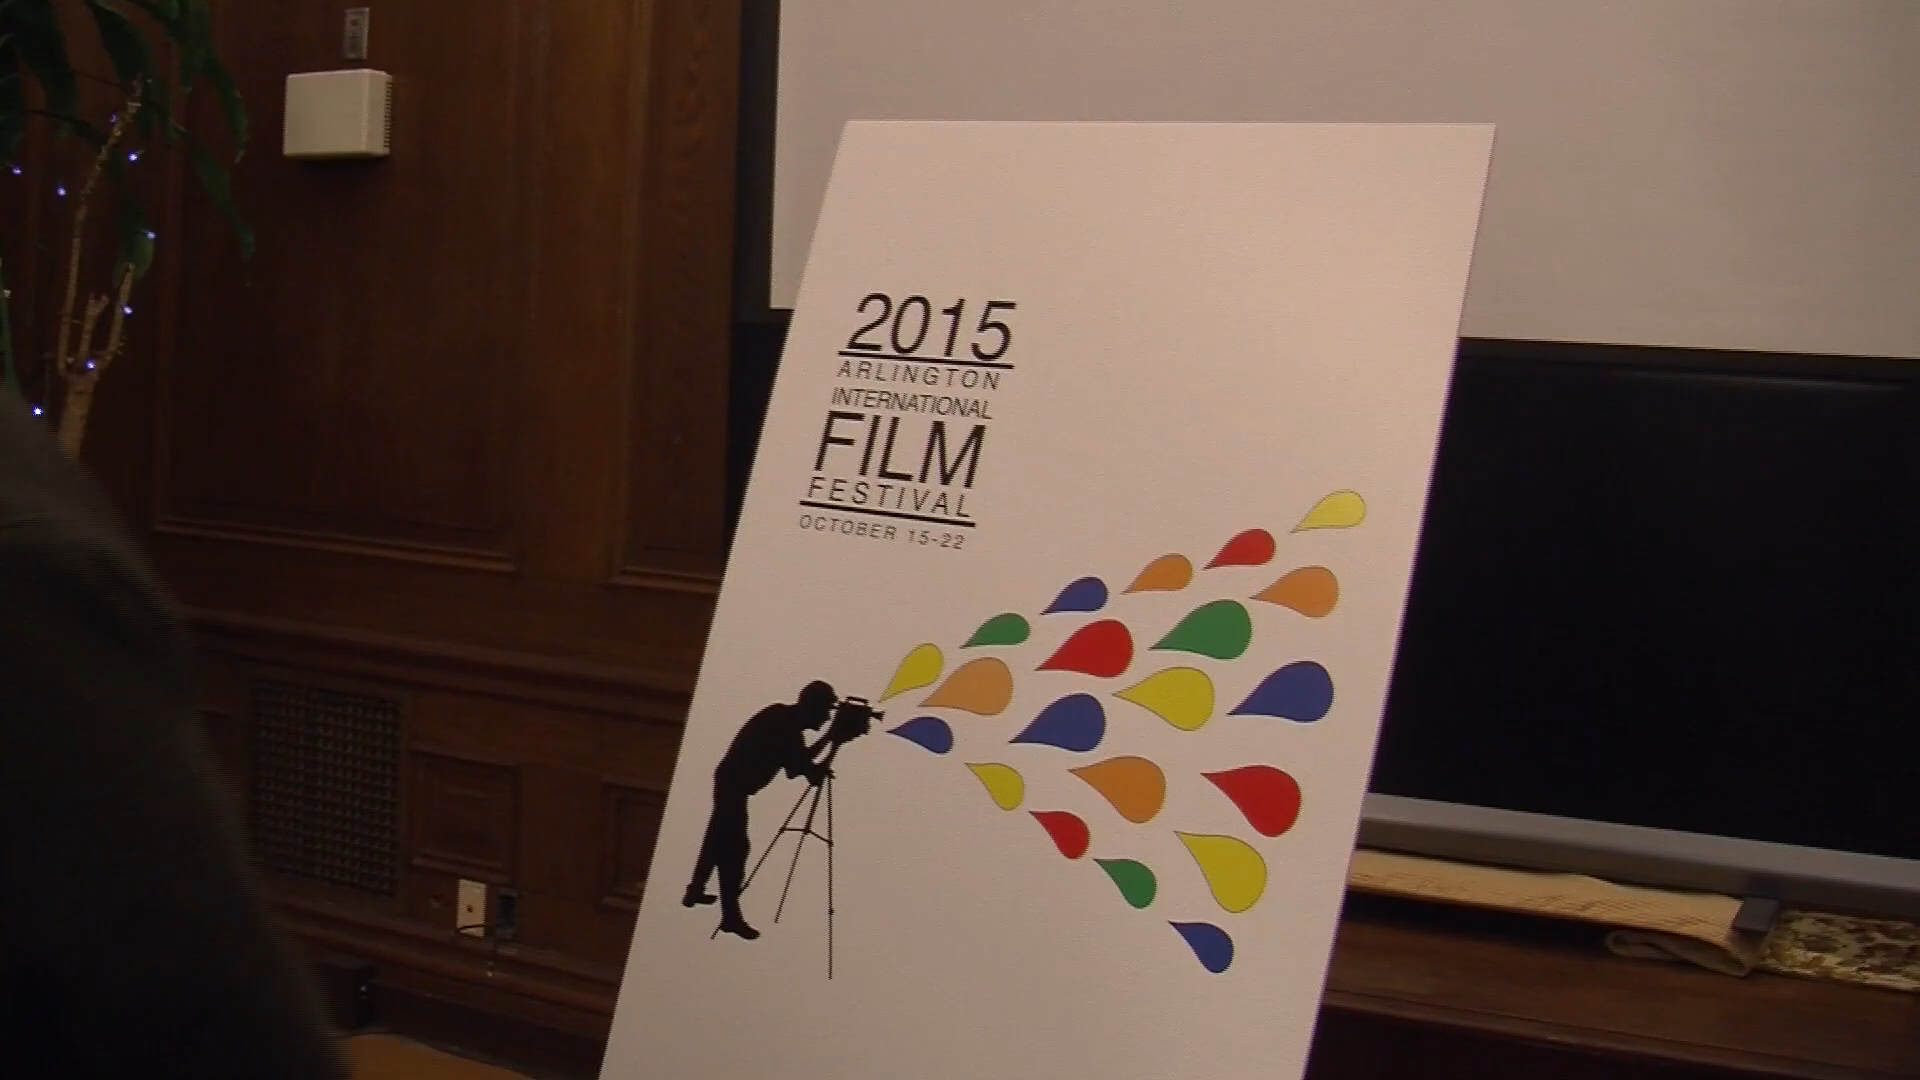 2015
ARLINGTON
INTERNATIONAL
FILM
FESTIVAL
OCTOBER 15-22